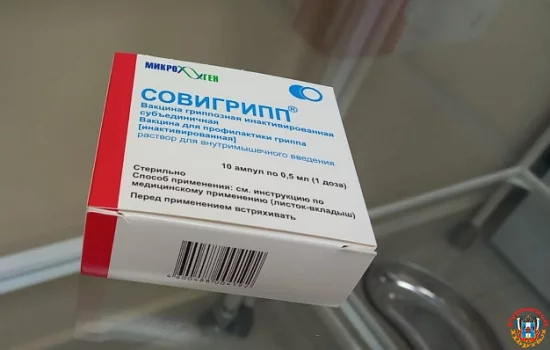 МИКРОГЕН
СОВИГРИПП®
Вакцина гриппозная инактивированная
субъединичная
Вакцина для профилактики гриппа
[инактивированная]
раствор для внутримышечного введения
10 ампул по 0,5 мл (1 доза)
Стерильно
Способ применения: см. инструкцию по
медицинскому применению (листок-вкладыш)
Перед применением встряхивать